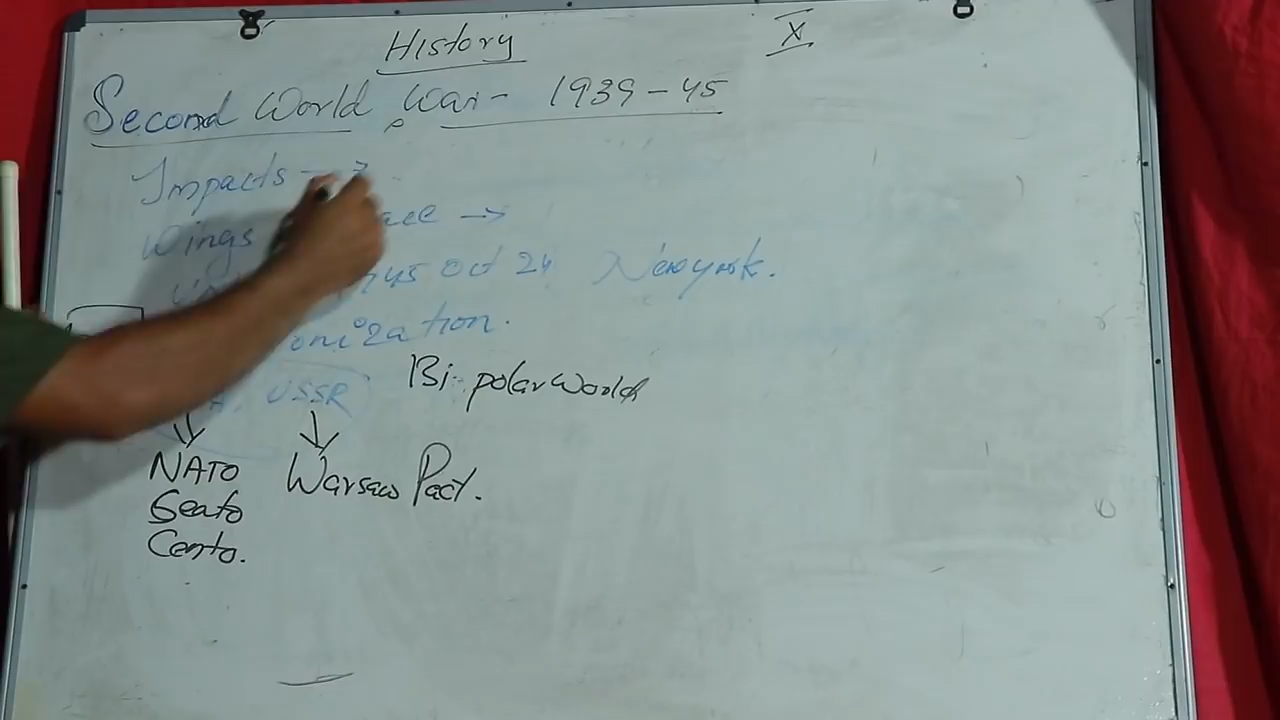 History X
Second World War - 1939-45
Impacts →
Wings →
45 Oct 24 Newyork.
onization.
USSR Bi-polar World
NATO Warsaw Pact.
Seato
Cento.